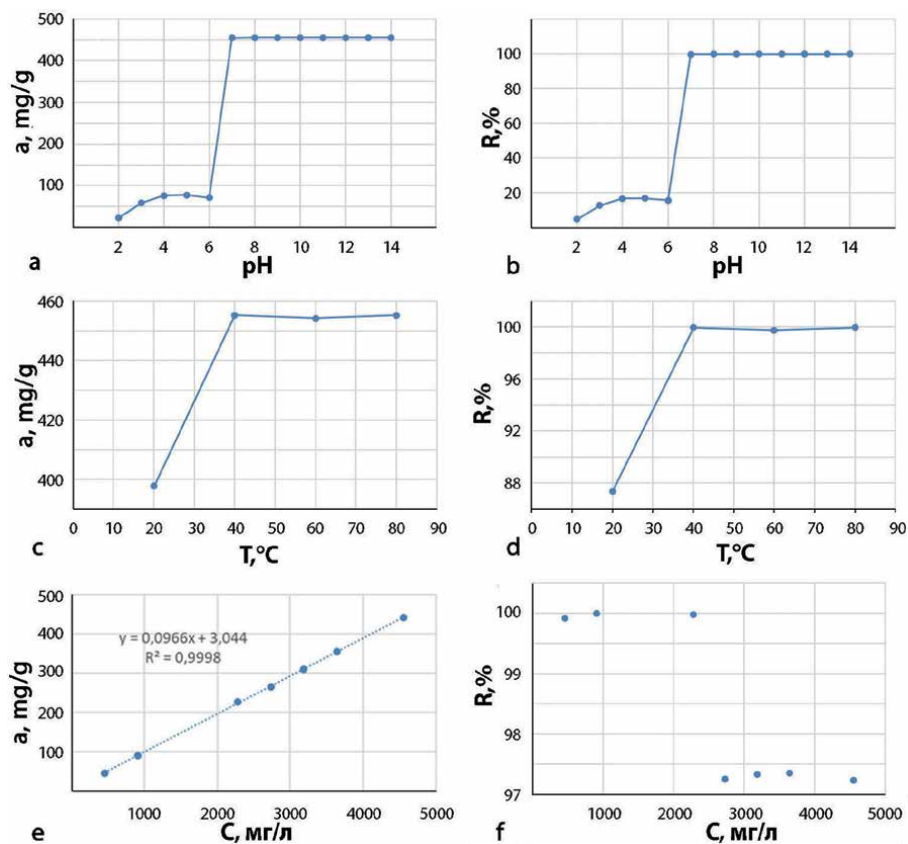 500
400
300
200
100
a, mg/g
2 4 6 8 10 12 14
pH
a
100
80
60
40
20
R,%
2 4 6 8 10 12 14
pH
b
460
440
420
400
a, mg/g
0 10 20 30 40 50 60 70 80 90
T,°C
c
100
96
92
88
R,%
0 10 20 30 40 50 60 70 80 90
T,°C
d
500
400
300
200
100
a, mg/g
y = 0,0966x + 3,044
R² = 0,9998
1000 2000 3000 4000 5000
C, мг/л
e
100
99
98
97
R,%
1000 2000 3000 4000 5000
C, мг/л
f